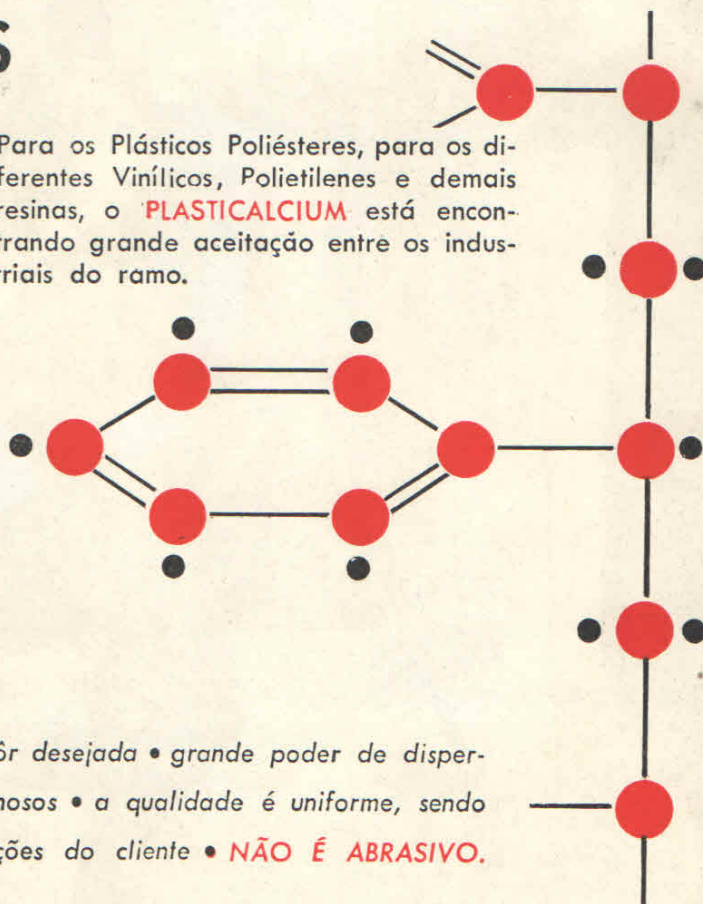 S
Para os Plásticos Poliésteres, para os di-
ferentes Vinílicos, Polietilenes e demais
resinas, o PLASTICALCIUM está encon-
trando grande aceitação entre os indus-
triais do ramo.
ôr desejada • grande poder de disper-
nosos • a qualidade é uniforme, sendo
ções do cliente • NÃO É ABRASIVO.